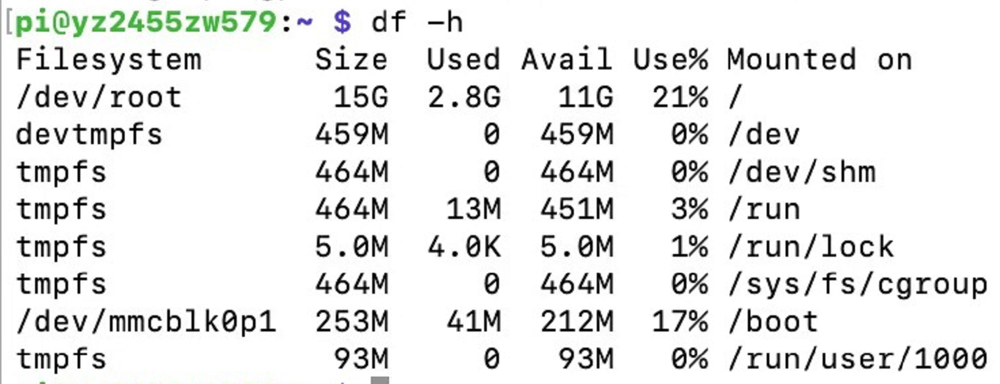 [pi@yz2455zw579:~ $ df -h
Filesystem Size Used Avail Use% Mounted on
/dev/root 15G 2.8G 11G 21% /
devtmpfs 459M 0 459M 0% /dev
tmpfs 464M 0 464M 0% /dev/shm
tmpfs 464M 13M 451M 3% /run
tmpfs 5.0M 4.0K 5.0M 1% /run/lock
tmpfs 464M 0 464M 0% /sys/fs/cgroup
/dev/mmcblk0p1 253M 41M 212M 17% /boot
tmpfs 93M 0 93M 0% /run/user/1000